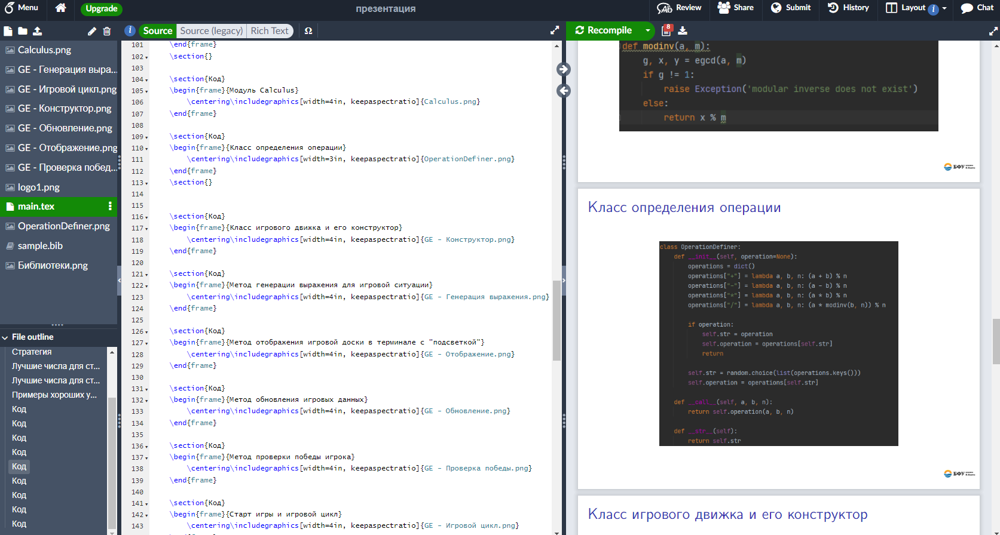 Menu
Upgrade
презентация
Review
Share
Submit
History
Layout
Chat
Source
Source (legacy)
Rich Text
Ω
Recompile
8
Calculus.png
GE - Генерация выра...
GE - Игровой цикл.png
GE - Конструктор.png
GE - Обновление.png
GE - Отображение.png
GE - Проверка побед...
logo1.png
main.tex
OperationDefiner.png
sample.bib
Библиотеки.png
File outline
Стратегия
Лучшие числа для ст...
Лучшие числа для ст...
Примеры хороших у...
Код
Код
Код
Код
Код
Код
Код
Код
Код
101 \end{frame}
102 \section{}
103
104 \section{Код}
105 \begin{frame}{Модуль Calculus}
106 \centering\includegraphics[width=4in, keepaspectratio]{Calculus.png}
107 \end{frame}
108
109 \section{Код}
110 \begin{frame}{Класс определения операции}
111 \centering\includegraphics[width=3in, keepaspectratio]{OperationDefiner.png}
112 \end{frame}
113 \section{}
114
115
116 \section{Код}
117 \begin{frame}{Класс игрового движка и его конструктор}
118 \centering\includegraphics[width=4in, keepaspectratio]{GE - Конструктор.png}
119 \end{frame}
120
121 \section{Код}
122 \begin{frame}{Метод генерации выражения для игровой ситуации}
123 \centering\includegraphics[width=4in, keepaspectratio]{GE - Генерация выражения.png}
124 \end{frame}
125
126 \section{Код}
127 \begin{frame}{Метод отображения игровой доски в терминале с "подсветкой"}
128 \centering\includegraphics[width=4in, keepaspectratio]{GE - Отображение.png}
129 \end{frame}
130
131 \section{Код}
132 \begin{frame}{Метод обновления игровых данных}
133 \centering\includegraphics[width=4in, keepaspectratio]{GE - Обновление.png}
134 \end{frame}
135
136 \section{Код}
137 \begin{frame}{Метод проверки победы игрока}
138 \centering\includegraphics[width=4in, keepaspectratio]{GE - Проверка победы.png}
139 \end{frame}
140
141 \section{Код}
142 \begin{frame}{Старт игры и игровой цикл}
143 \centering\includegraphics[width=4in, keepaspectratio]{GE - Игровой цикл.png}
def modinv(a, m):
g, x, y = egcd(a, m)
if g != 1:
raise Exception('modular inverse does not exist')
else:
return x % m
БФУ
Класс определения операции
class OperationDefiner:
def __init__(self, operation=None):
operations = dict()
operations["+"] = lambda a, b, n: (a + b) % n
operations["-"] = lambda a, b, n: (a - b) % n
operations["*"] = lambda a, b, n: (a * b) % n
operations["/"] = lambda a, b, n: (a * modinv(b, n)) % n
if operation:
self.str = operation
self.operation = operations[self.str]
return
self.str = random.choice(list(operations.keys()))
self.operation = operations[self.str]
def __call__(self, a, b, n):
return self.operation(a, b, n)
def __str__(self):
return self.str
БФУ
Класс игрового движка и его конструктор